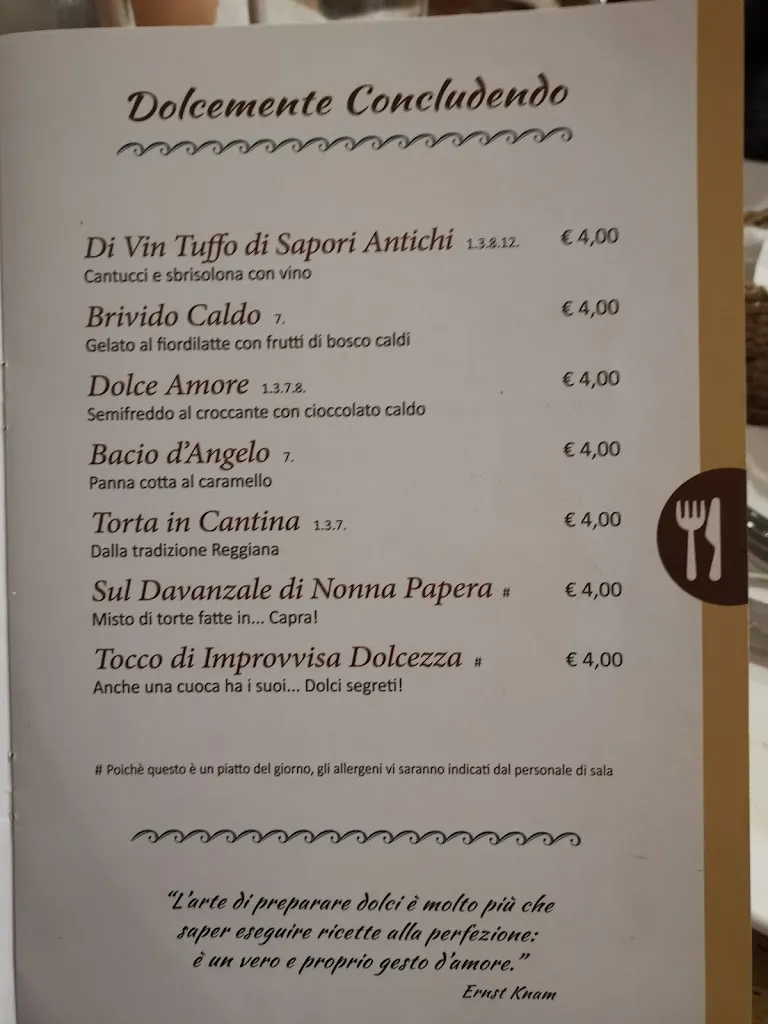 Dolcemente Concludendo
Di Vin Tuffo di Sapori Antichi 1.3.8.12. € 4,00
Cantucci e sbrisolona con vino
Brivido Caldo 7. € 4,00
Gelato al fiordilatte con frutti di bosco caldi
Dolce Amore 1.3.7.8. € 4,00
Semifreddo al croccante con cioccolato caldo
Bacio d'Angelo 7. € 4,00
Panna cotta al caramello
Torta in Cantina 1.3.7. € 4,00
Dalla tradizione Reggiana
Sul Davanzale di Nonna Papera # € 4,00
Misto di torte fatte in... Capra!
Tocco di Improvvisa Dolcezza # € 4,00
Anche una cuoca ha i suoi... Dolci segreti!
# Poichè questo è un piatto del giorno, gli allergeni vi saranno indicati dal personale di sala
"L'arte di preparare dolci è molto più che
saper eseguire ricette alla perfezione:
è un vero e proprio gesto d'amore."
Ernst Knam